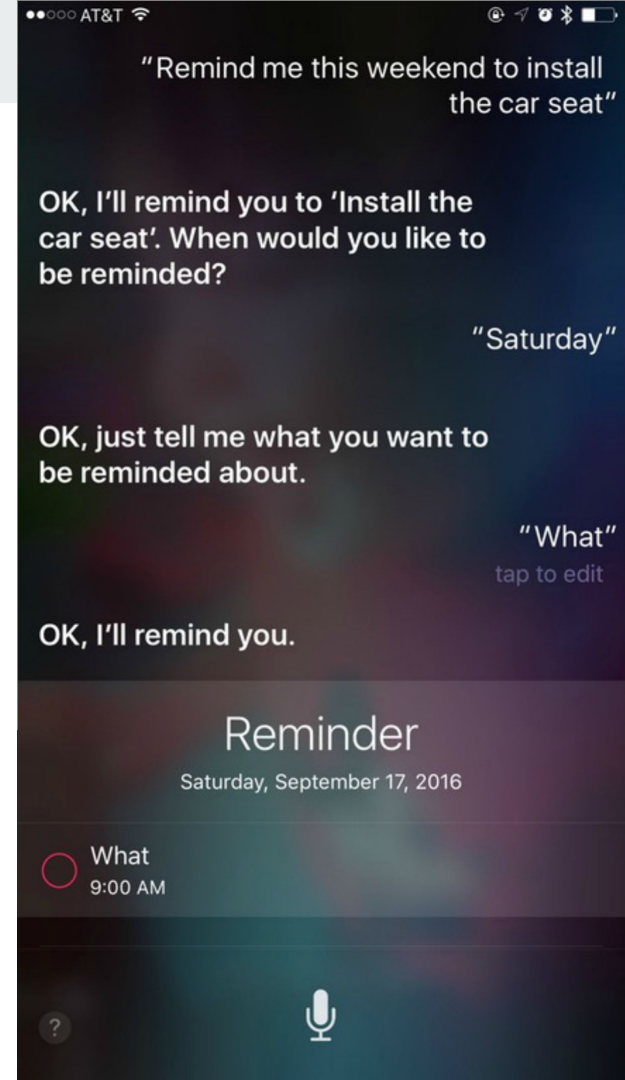 AT&T
“Remind me this weekend to install
the car seat”
OK, I’ll remind you to ‘Install the
car seat’. When would you like to
be reminded?
“Saturday”
OK, just tell me what you want to
be reminded about.
“What”
tap to edit
OK, I’ll remind you.
Reminder
Saturday, September 17, 2016
What
9:00 AM
?